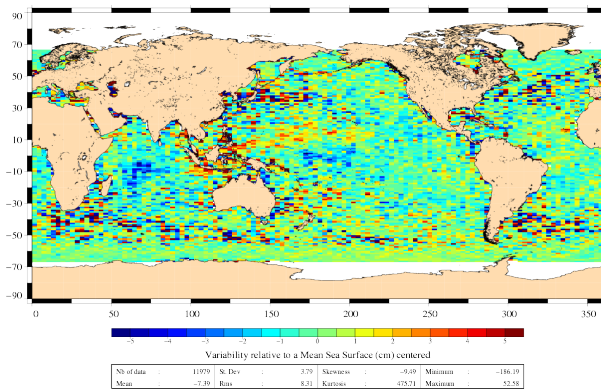 90
70
50
30
10
−10
−30
−50
−70
−90
0 50 100 150 200 250 300 350
−5 −4 −3 −2 −1 0 1 2 3 4 5
Variability relative to a Mean Sea Surface (cm) centered
Nb of data : 11979 St. Dev : 3.79 Skewness : −9.49 Minimum : −186.19
Mean : −7.39 Rms : 8.31 Kurtosis : 475.71 Maximum : 52.58